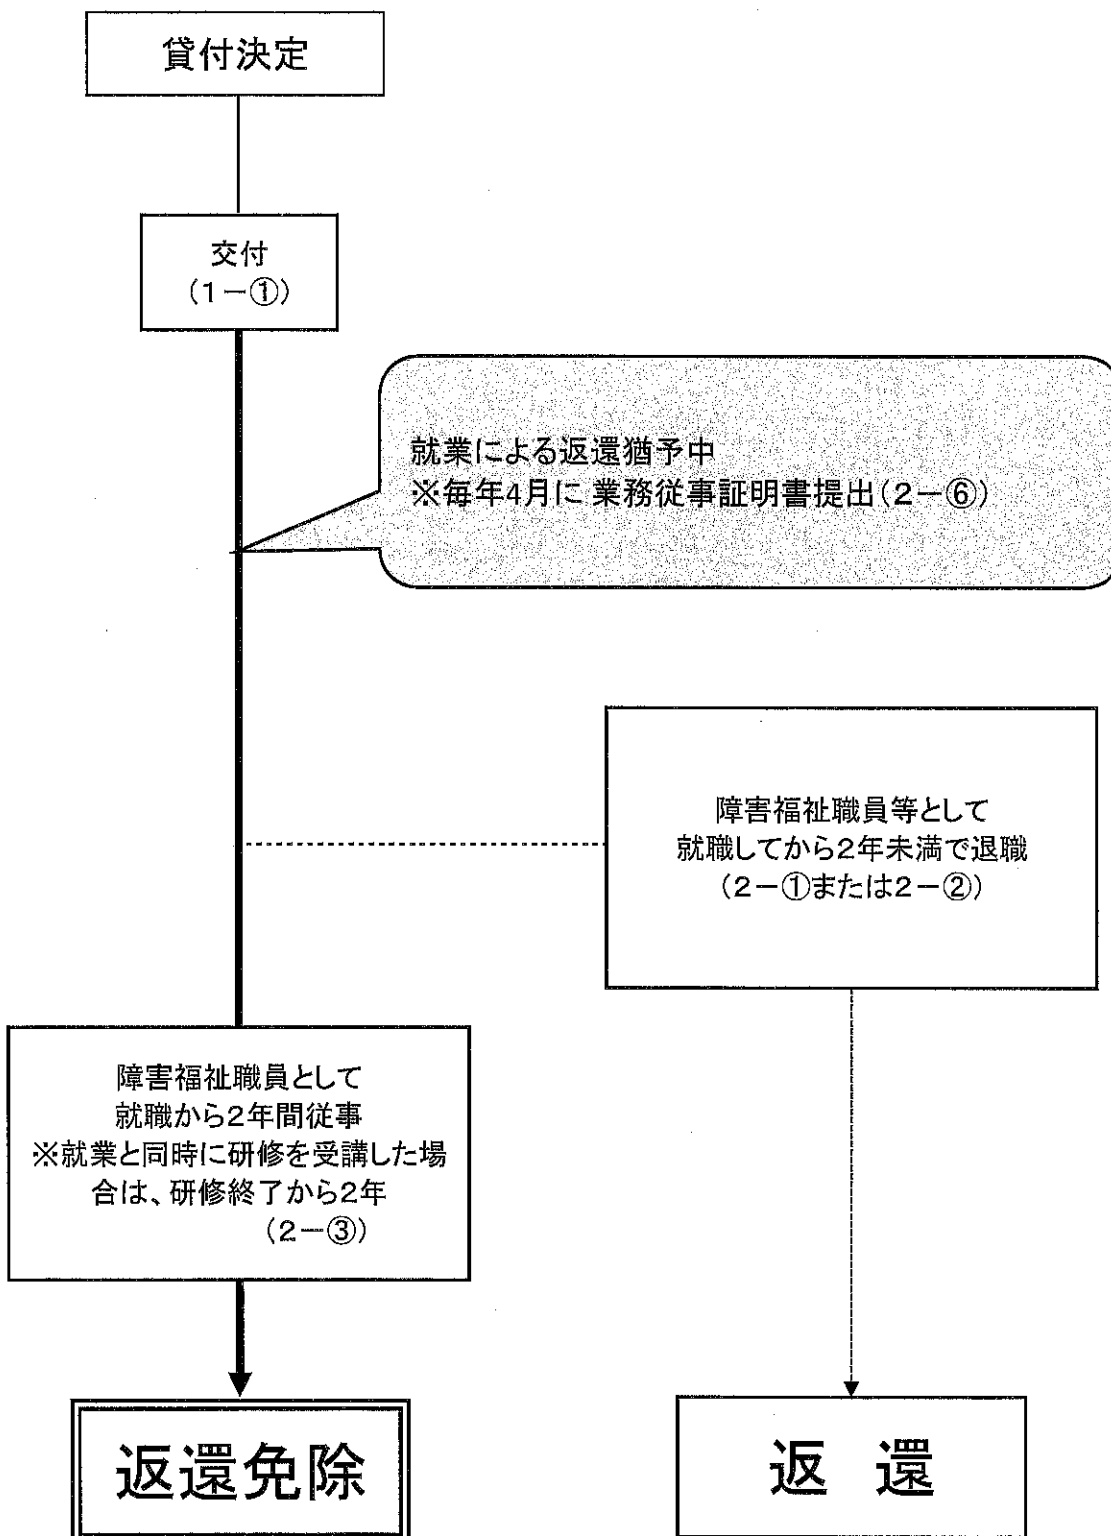 貸付決定
交付
（1－①）
就業による返還猶予中
※毎年4月に 業務従事証明書提出（2－⑥）
障害福祉職員等として
就職してから2年未満で退職
（2－①または2－②）
障害福祉職員として
就職から2年間従事
※就業と同時に研修を受講した場
合は、研修終了から2年
（2－③）
返還免除
返 還